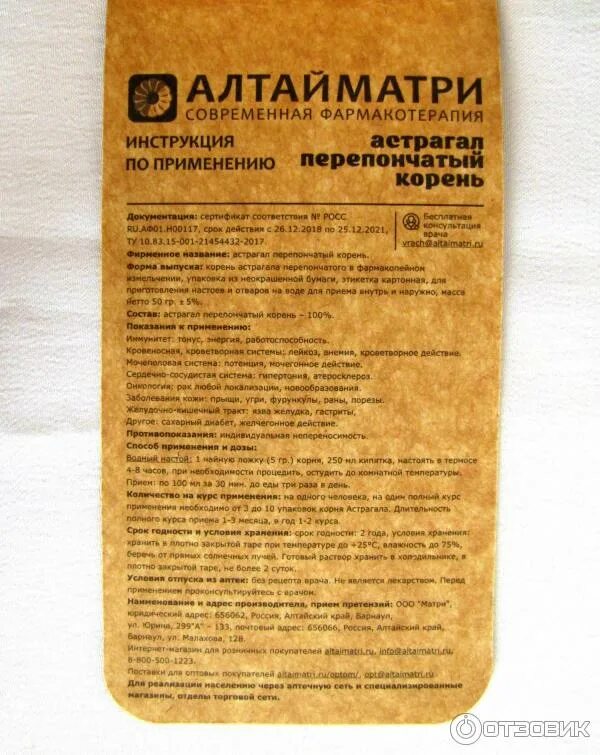 АЛТАЙМАТРИ
СОВРЕМЕННАЯ ФАРМАКОТЕРАПИЯ
ИНСТРУКЦИЯ
ПО ПРИМЕНЕНИЮ
астрагал
перепончатый
корень
Документация: сертификат соответствия № РОСС
RU.АФ01.Н00117, срок действия с 26.12.2018 по 25.12.2021,
ТУ 10.83.15-001-21454432-2017.
Бесплатная
консультация
врача
vrach@altaimatri.ru
Фирменное название: астрагал перепончатый корень.
Форма выпуска: корень астрагала перепончатого в фармакопейном
измельчении, упаковка из неокрашенной бумаги, этикетка картонная, для
приготовления настоев и отваров на воде для приема внутрь и наружно, масса
нетто 50 гр. ± 5%.
Состав: астрагал перепончатый корень – 100%.
Показания к применению:
Иммунитет: тонус, энергия, работоспособность.
Кровеносная, кроветворная системы: лейкоз, анемия, кроветворное действие.
Мочеполовая система: потенция, мочегонное действие.
Сердечно-сосудистая система: гипертония, атеросклероз.
Онкология: рак любой локализации, новообразования.
Заболевания кожи: прыщи, угри, фурункулы, раны, порезы.
Желудочно-кишечный тракт: язва желудка, гастриты,
Другое: сахарный диабет, желчегонное действие.
Противопоказания: индивидуальная непереносимость.
Способ применения и дозы:
Водный настой: 1 чайную ложку (5 гр.) корня, 250 мл кипятка, настоять в термосе
4-8 часов, при необходимости процедить, остудить до комнатной температуры.
Прием: по 100 мл за 30 мин. до еды три раза в день.
Количество на курс применения: на одного человека, на один полный курс
применения необходимо от 3 до 10 упаковок корня Астрагала. Длительность
полного курса приема 1-3 месяца, в год 1-2 курса.
Срок годности и условия хранения: срок годности: 2 года, условия хранения:
хранить в плотно закрытой таре при температуре до +25°С, влажность до 75%,
беречь от прямых солнечных лучей. Готовый раствор хранить в холодильнике, в
плотно закрытой таре, не более 2 суток.
Условия отпуска из аптек: без рецепта врача. Не является лекарством. Перед
применением проконсультируйтесь с врачом.
Наименование и адрес производителя, прием претензий: ООО "Матри",
юридический адрес: 656062, Россия, Алтайский край, Барнаул,
ул. Юрина, 299"А" – 133, почтовый адрес: 656066, Россия, Алтайский край,
Барнаул, ул. Малахова, 128.
Интернет-магазин для розничных покупателей altaimatri.ru, info@altaimatri.ru,
8-800-500-1223.
Поставки для оптовых покупателей altaimatri.ru/optom/, opt@altaimatri.ru
Для реализации населению через аптечную сеть и специализированные
магазины, отделы торговой сети.
ОТЗОВИК